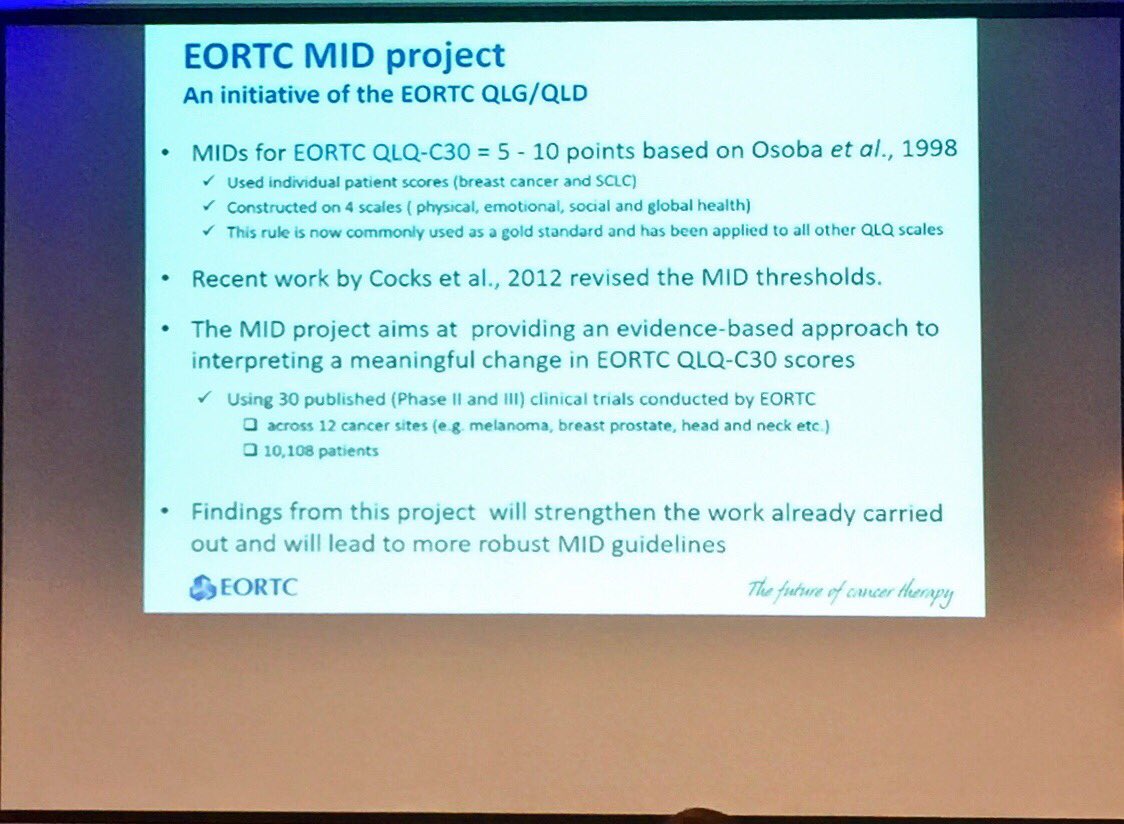 EORTC MID project
An initiative of the EORTC QLG/QLD
• MIDs for EORTC QLQ-C30 = 5 - 10 points based on Osoba et al., 1998
✓ Used individual patient scores (breast cancer and SCLC)
✓ Constructed on 4 scales ( physical, emotional, social and global health)
✓ This rule is now commonly used as a gold standard and has been applied to all other QLQ scales
• Recent work by Cocks et al., 2012 revised the MID thresholds.
• The MID project aims at providing an evidence-based approach to
interpreting a meaningful change in EORTC QLQ-C30 scores
✓ Using 30 published (Phase II and III) clinical trials conducted by EORTC
❑ across 12 cancer sites (e.g. melanoma, breast prostate, head and neck etc.)
❑ 10,108 patients
• Findings from this project will strengthen the work already carried
out and will lead to more robust MID guidelines
EORTC
The future of cancer therapy